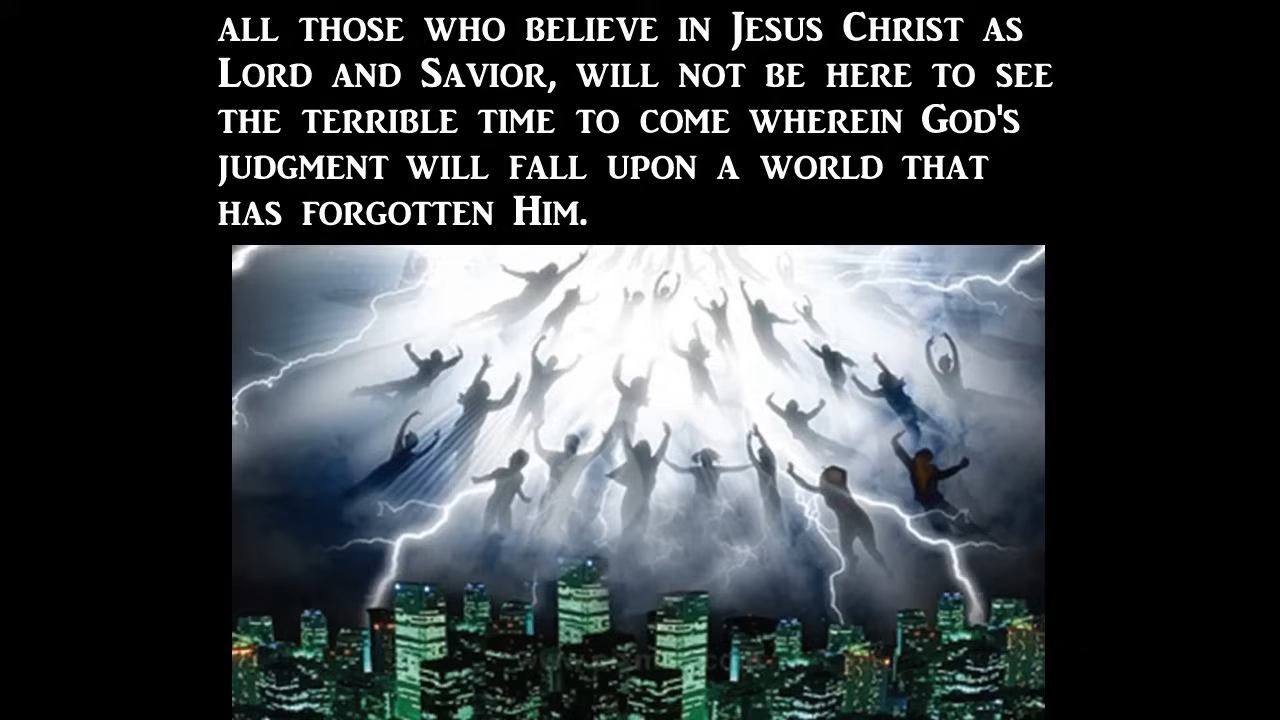 ALL THOSE WHO BELIEVE IN JESUS CHRIST AS
LORD AND SAVIOR, WILL NOT BE HERE TO SEE
THE TERRIBLE TIME TO COME WHEREIN GOD'S
JUDGMENT WILL FALL UPON A WORLD THAT
HAS FORGOTTEN HIM.